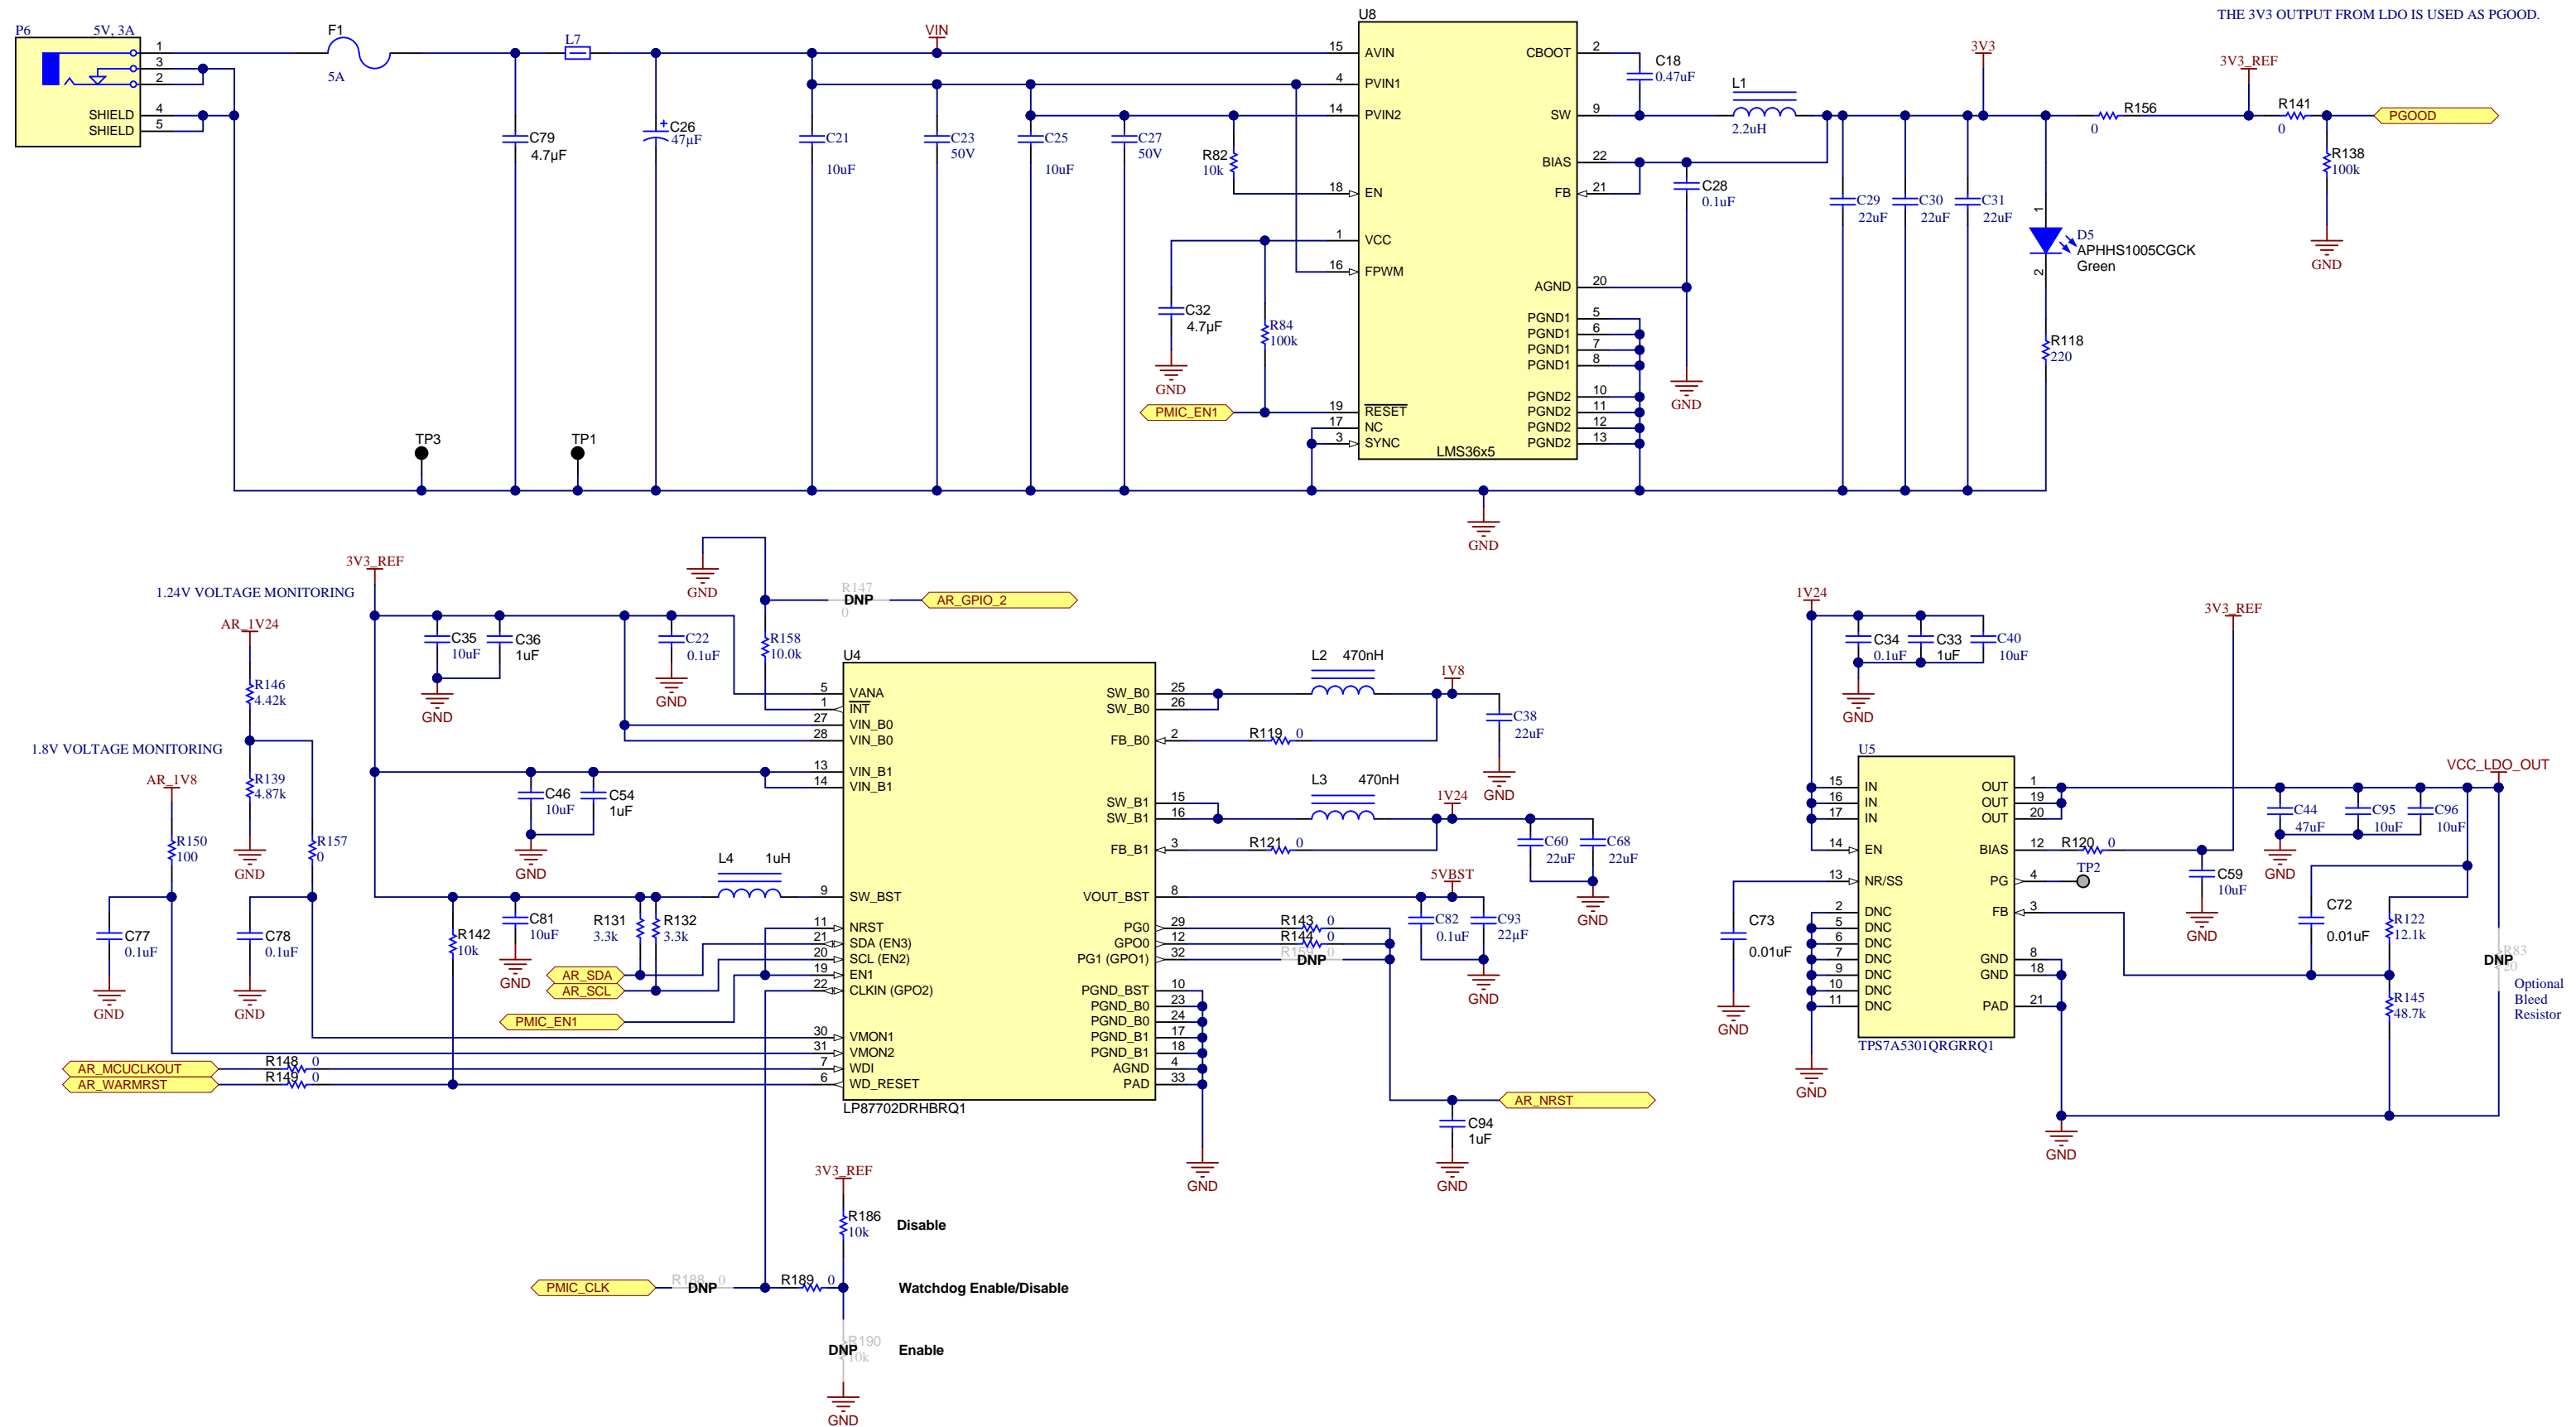 THE 3V3 OUTPUT FROM LDO IS USED AS PGOOD.
P6 5V, 3A
1
3
2
SHIELD 4
SHIELD 5
F1
5A
L7
C79
4.7µF
C26
47µF
VIN
C21
10uF
C23
50V
C25
10uF
C27
50V
R82
10k
C32
4.7µF
GND
R84
100k
PMIC_EN1
TP3
TP1
U8
15 AVIN
4 PVIN1
14 PVIN2
18 EN
1 VCC
16 FPWM
19 RESET
17 NC
3 SYNC
CBOOT 2
SW 9
BIAS 22
FB 21
AGND 20
PGND1 5
PGND1 6
PGND1 7
PGND1 8
PGND2 10
PGND2 11
PGND2 12
PGND2 13
LMS36x5
GND
C18
0.47uF
L1
2.2uH
C28
0.1uF
GND
C29
22uF
C30
22uF
C31
22uF
3V3
1
D5
APHHS1005CGCK
Green
2
R118
220
R156
0
3V3_REF
R141
0
PGOOD
R138
100k
GND
3V3_REF
1.24V VOLTAGE MONITORING
AR_1V24
R146
4.42k
R139
4.87k
GND
1.8V VOLTAGE MONITORING
AR_1V8
R150
100
R157
0
C77
0.1uF
GND
C78
0.1uF
GND
C35
10uF
C36
1uF
GND
C22
0.1uF
GND
GND
R158
10.0k
R147
DNP
0
AR_GPIO_2
C46
10uF
C54
1uF
GND
L4 1uH
R142
10k
C81
10uF
GND
R131
3.3k
R132
3.3k
AR_SDA
AR_SCL
PMIC_EN1
AR_MCUCLKOUT
R148 0
AR_WARMRST
R149 0
U4
5 VANA
1 INT
27 VIN_B0
28 VIN_B0
13 VIN_B1
14 VIN_B1
9 SW_BST
11 NRST
21 SDA (EN3)
20 SCL (EN2)
19 EN1
22 CLKIN (GPO2)
30 VMON1
31 VMON2
7 WDI
6 WD_RESET
SW_B0 25
SW_B0 26
FB_B0 2
SW_B1 15
SW_B1 16
FB_B1 3
VOUT_BST 8
PG0 29
GPO0 12
PG1 (GPO1) 32
PGND_BST 10
PGND_B0 23
PGND_B0 24
PGND_B1 17
PGND_B1 18
AGND 4
PAD 33
LP87702DRHBRQ1
GND
L2 470nH
1V8
R119 0
C38
22uF
GND
L3 470nH
1V24
R121 0
C60
22uF
C68
22uF
GND
5VBST
C82
0.1uF
C93
22µF
GND
R143 0
R144 0
DNP 0
AR_NRST
C94
1uF
GND
3V3_REF
R186
10k
Disable
PMIC_CLK
R188 0
DNP
R189 0
Watchdog Enable/Disable
R190
DNP
10k
Enable
GND
1V24
C34
0.1uF
C33
1uF
C40
10uF
GND
3V3_REF
U5
15 IN
16 IN
17 IN
14 EN
13 NR/SS
2 DNC
5 DNC
6 DNC
7 DNC
9 DNC
10 DNC
11 DNC
OUT 1
OUT 19
OUT 20
BIAS 12
PG 4
FB 3
GND 8
GND 18
PAD 21
TPS7A5301QRGRRQ1
C73
0.01uF
GND
GND
R120 0
TP2
C59
10uF
GND
VCC_LDO_OUT
C44
47uF
C95
10uF
C96
10uF
GND
C72
0.01uF
R122
12.1k
R145
48.7k
R83
DNP
20
Optional
Bleed
Resistor
GND